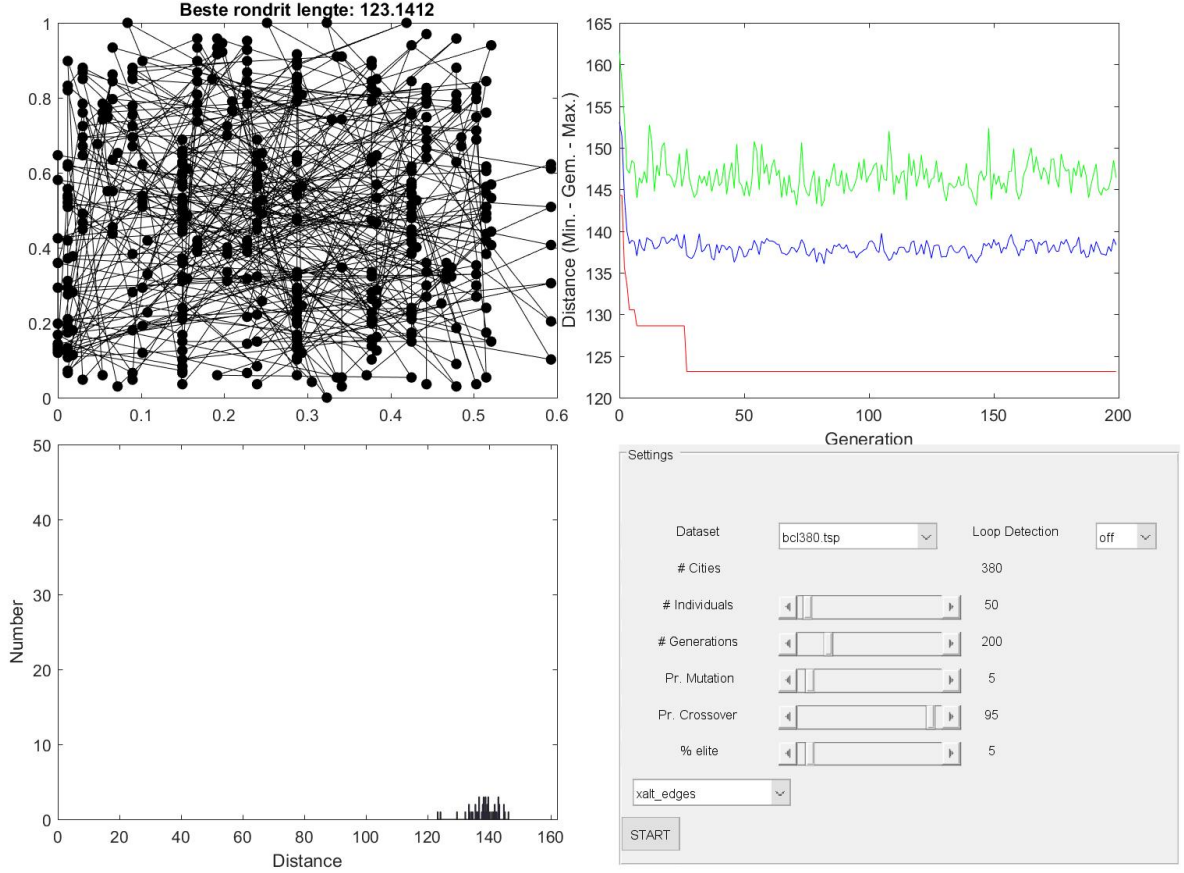 Beste rondrit lengte: 123.1412
1
0.8
0.6
0.4
0.2
0
0 0.1 0.2 0.3 0.4 0.5 0.6
Distance (Min. - Gem. - Max.)
165
160
155
150
145
140
135
130
125
120
0 50 100 150 200
Generation
Number
50
40
30
20
10
0
0 20 40 60 80 100 120 140 160
Distance
Settings
Dataset bcl380.tsp Loop Detection off
# Cities 380
# Individuals 50
# Generations 200
Pr. Mutation 5
Pr. Crossover 95
% elite 5
xalt_edges
START